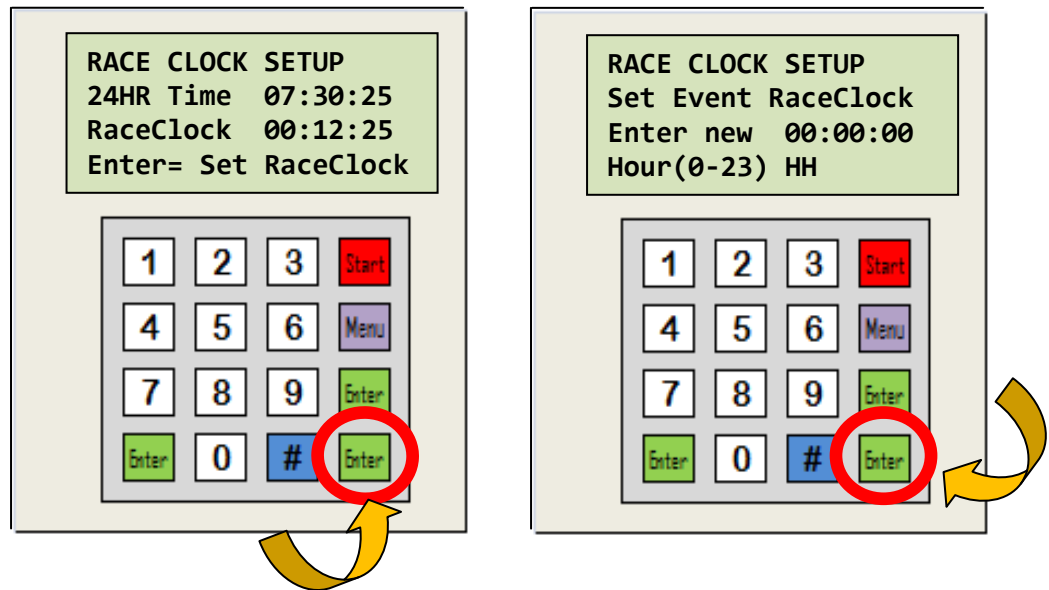 RACE CLOCK SETUP
24HR Time 07:30:25
RaceClock 00:12:25
Enter= Set RaceClock
1 2 3 Start
4 5 6 Menu
7 8 9 Enter
Enter 0 # Enter
RACE CLOCK SETUP
Set Event RaceClock
Enter new 00:00:00
Hour(0-23) HH
1 2 3 Start
4 5 6 Menu
7 8 9 Enter
Enter 0 # Enter